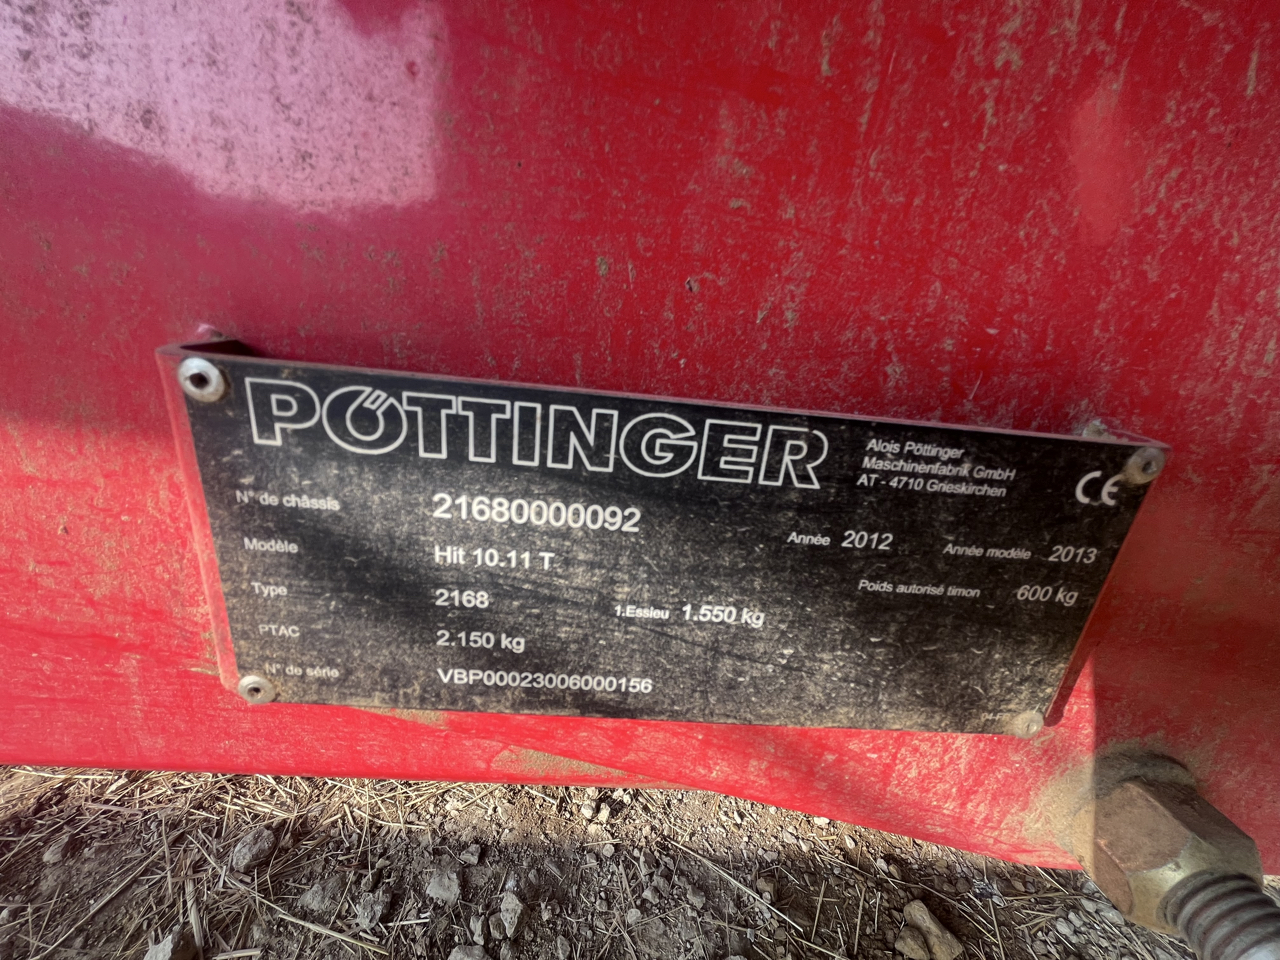 PÖTTINGER
Alois Pöttinger
Maschinenfabrik GmbH
AT - 4710 Grieskirchen
CE
N° de châssis 21680000092
Année 2012 Année modèle 2013
Modèle Hit 10.11 T
Poids autorisé timon 600 kg
Type 2168 1.Essieu 1.550 kg
PTAC 2.150 kg
N° de série VBP00023006000156